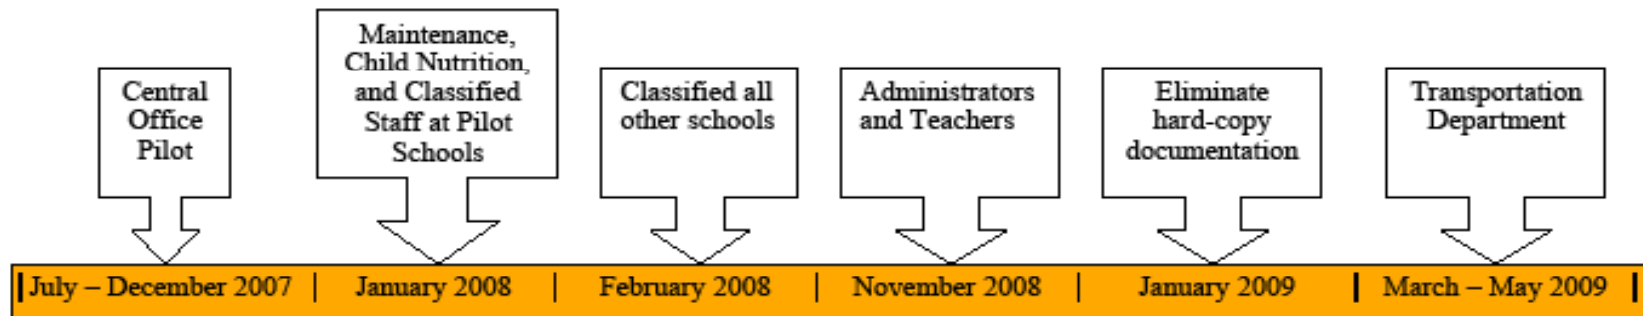 Central
Office
Pilot
Maintenance,
Child Nutrition,
and Classified
Staff at Pilot
Schools
Classified all
other schools
Administrators
and Teachers
Eliminate
hard-copy
documentation
Transportation
Department
July – December 2007
January 2008
February 2008
November 2008
January 2009
March – May 2009